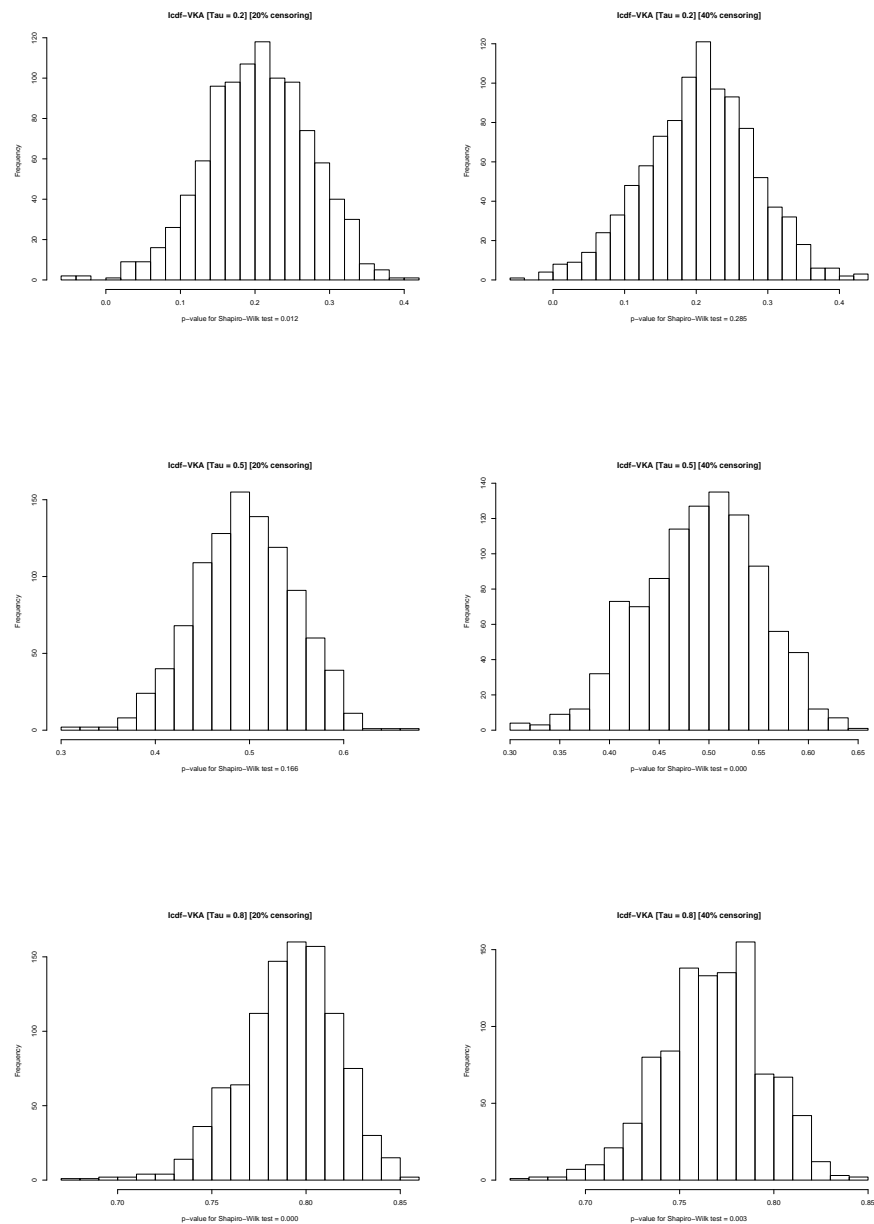 Icdf−VKA [Tau = 0.2] [20% censoring]
Frequency
0 20 40 60 80 100 120
0.0 0.1 0.2 0.3 0.4
p−value for Shapiro−Wilk test = 0.012
Icdf−VKA [Tau = 0.2] [40% censoring]
Frequency
0 20 40 60 80 100 120
0.0 0.1 0.2 0.3 0.4
p−value for Shapiro−Wilk test = 0.285
Icdf−VKA [Tau = 0.5] [20% censoring]
Frequency
0 50 100 150
0.3 0.4 0.5 0.6
p−value for Shapiro−Wilk test = 0.166
Icdf−VKA [Tau = 0.5] [40% censoring]
Frequency
0 20 40 60 80 100 120 140
0.30 0.35 0.40 0.45 0.50 0.55 0.60 0.65
p−value for Shapiro−Wilk test = 0.000
Icdf−VKA [Tau = 0.8] [20% censoring]
Frequency
0 50 100 150
0.70 0.75 0.80 0.85
p−value for Shapiro−Wilk test = 0.000
Icdf−VKA [Tau = 0.8] [40% censoring]
Frequency
0 50 100 150
0.70 0.75 0.80 0.85
p−value for Shapiro−Wilk test = 0.003